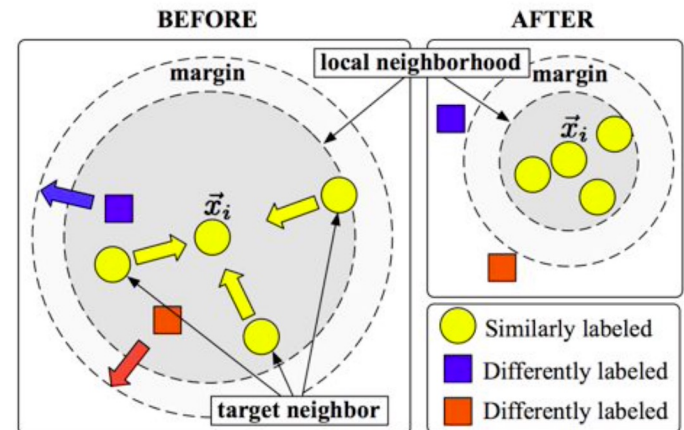 BEFORE
AFTER
local neighborhood
margin
margin
x⃗ᵢ
x⃗ᵢ
target neighbor
Similarly labeled
Differently labeled
Differently labeled